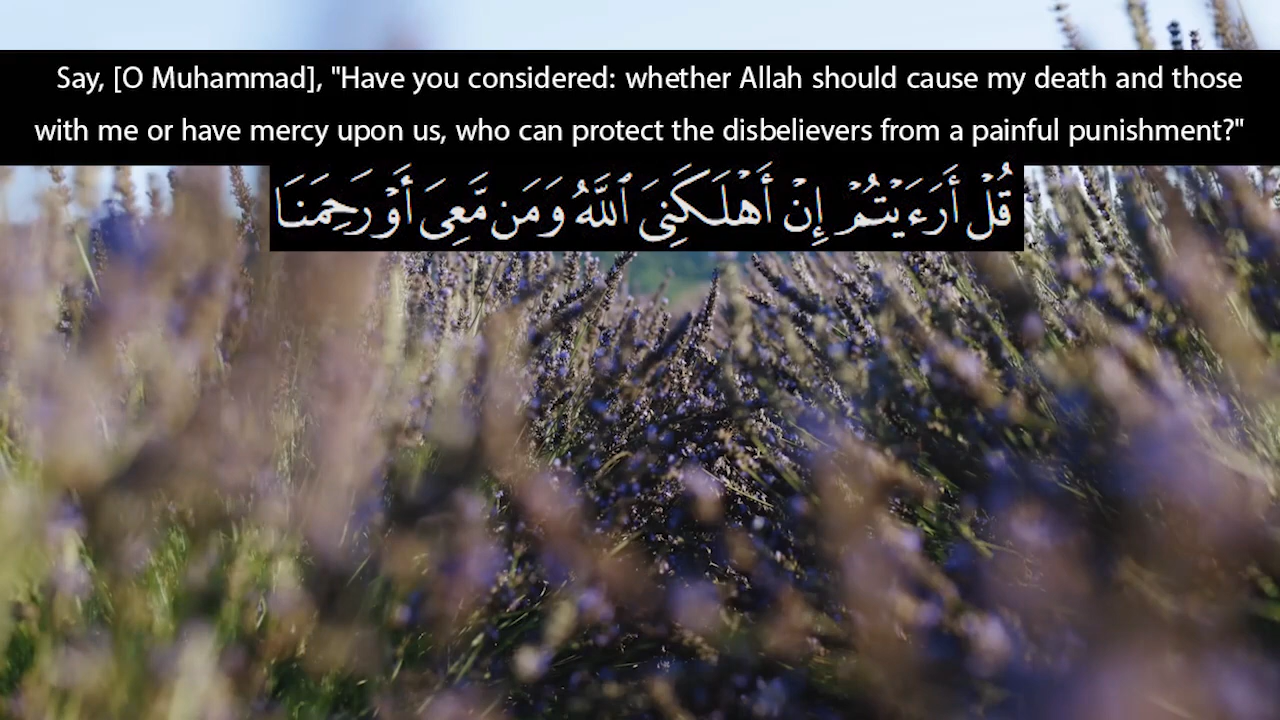 Say, [O Muhammad], "Have you considered: whether Allah should cause my death and those
with me or have mercy upon us, who can protect the disbelievers from a painful punishment?"
قُلْ أَرَءَيْتُمْ إِنْ أَهْلَكَنِىَ ٱللَّهُ وَمَن مَّعِىَ أَوْ رَحِمَنَا